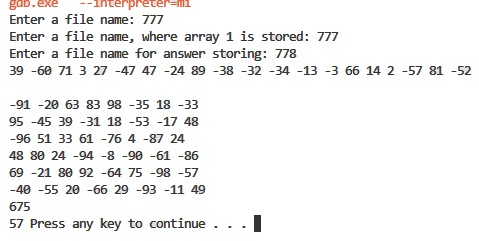 gdb.exe --interpreter=mi
Enter a file name: 777
Enter a file name, where array 1 is stored: 777
Enter a file name for answer storing: 778
39 -60 71 3 27 -47 47 -24 89 -38 -32 -34 -13 -3 66 14 2 -57 81 -52
-91 -20 63 83 98 -35 18 -33
95 -45 39 -31 18 -53 -17 48
-96 51 33 61 -76 4 -87 24
48 80 24 -94 -8 -90 -61 -86
69 -21 80 92 -64 75 -98 -57
-40 -55 20 -66 29 -93 -11 49
675
57 Press any key to continue . . .